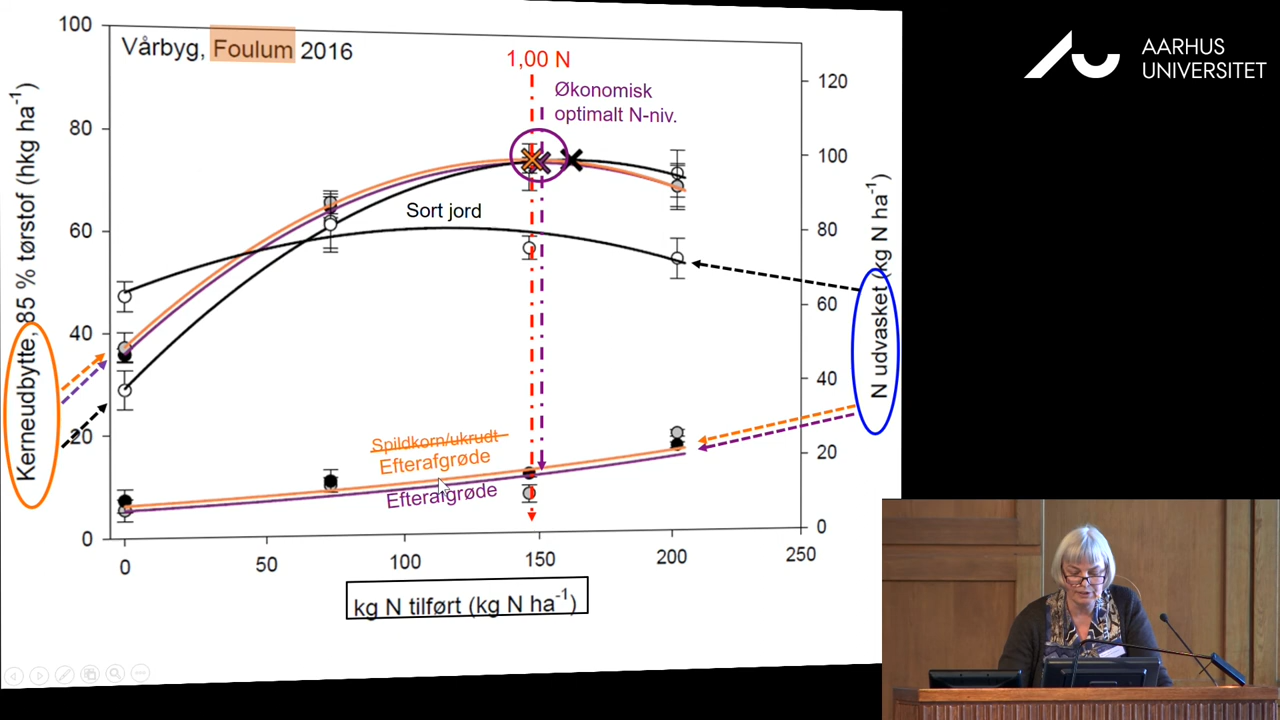 Vårbyg, Foulum 2016
1,00 N
Økonomisk
optimalt N-niv.
Sort jord
Spildkorn/ukrudt
Efterafgrøde
Efterafgrøde
Kerneudbytte, 85 % tørstof (hkg ha⁻¹)
100
80
60
40
20
0
N udvasket (kg N ha⁻¹)
120
100
80
60
40
20
0
0
50
100
150
200
250
kg N tilført (kg N ha⁻¹)
AARHUS
UNIVERSITET